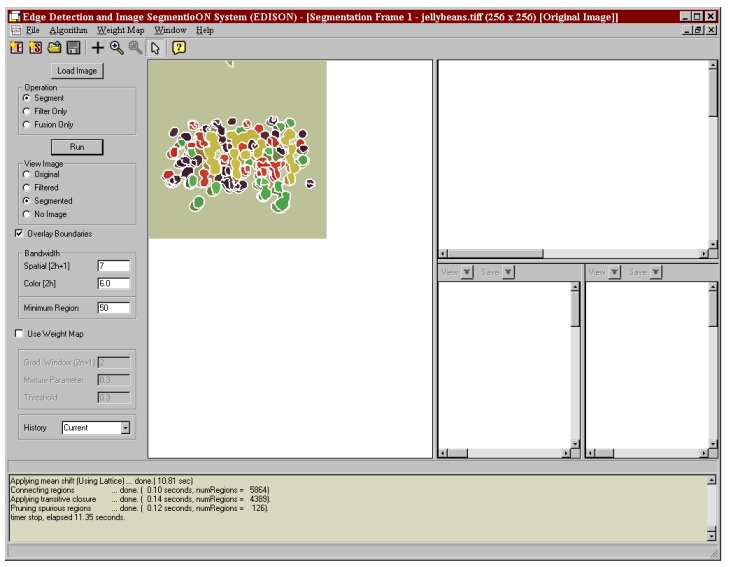 Edge Detection and Image SegmentioON System (EDISON) - [Segmentation Frame 1 - jellybeans.tiff (256 x 256) [Original Image]]
File Algorithm Weight Map Window Help
Load Image
Operation
Segment
Filter Only
Fusion Only
Run
View Image
Original
Filtered
Segmented
No Image
Overlay Boundaries
Bandwidth
Spatial [2h+1] 7
Color [2h] 6.0
Minimum Region 50
Use Weight Map
Grad. Window [2n+1] 2
Mixture Parameter 0.3
Threshold 0.3
History Current
View Save
View Save
Applying mean shift (Using Lattice) ... done.( 10.81 sec)
Connecting regions ... done. ( 0.10 seconds, numRegions = 5864)
Applying transitive closure ... done. ( 0.14 seconds, numRegions = 4389).
Pruning spurious regions ... done. ( 0.12 seconds, numRegions = 126).
timer stop, elapsed 11.35 seconds.